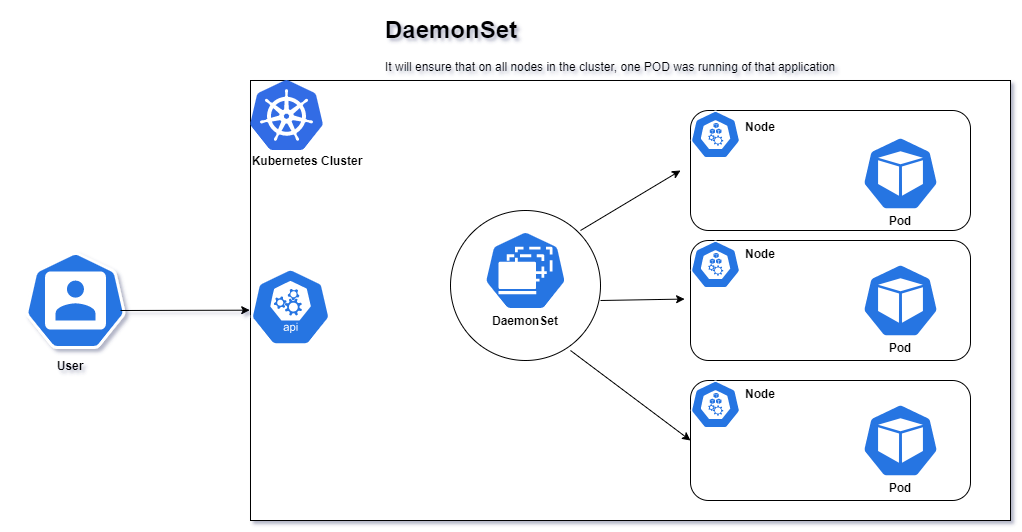 DaemonSet
It will ensure that on all nodes in the cluster, one POD was running of that application
Kubernetes Cluster
Node
Pod
User
api
DaemonSet
Node
Pod
Node
Pod